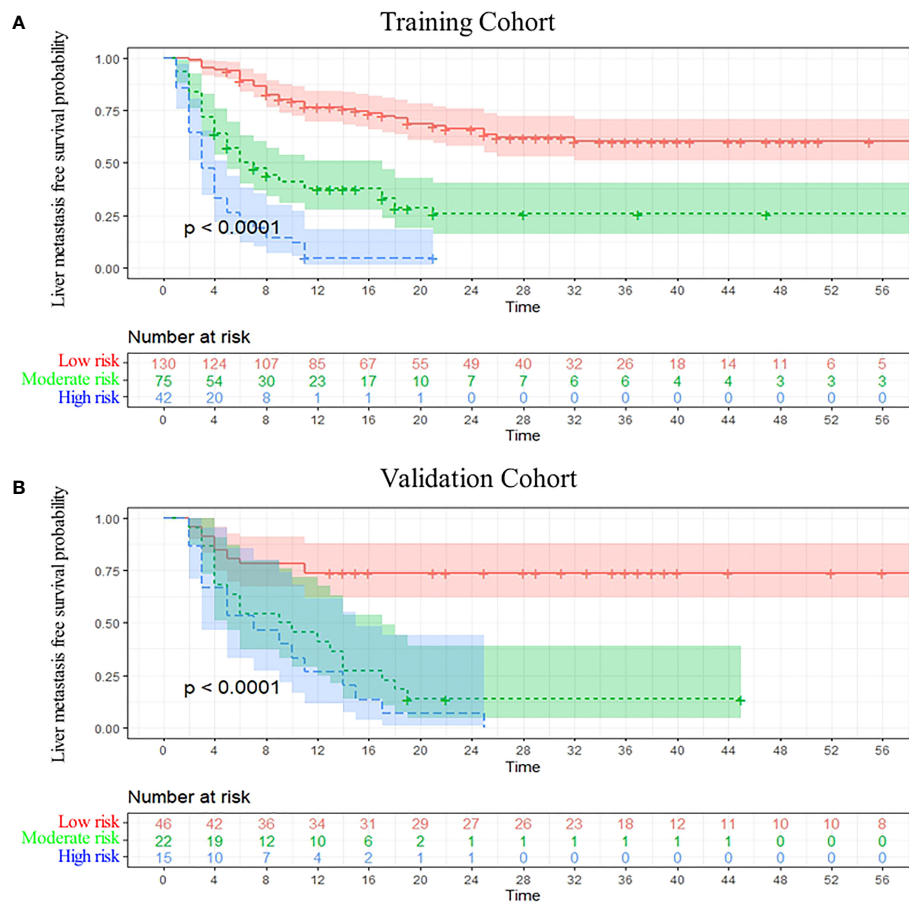 A
Training Cohort
Liver metastasis free survival probability
1.00
0.75
0.50
0.25
0.00
p < 0.0001
0 4 8 12 16 20 24 28 32 36 40 44 48 52 56
Time
Number at risk
Low risk 130 124 107 85 67 55 49 40 32 26 18 14 11 6 5
Moderate risk 75 54 30 23 17 10 7 7 6 6 4 4 3 3 3
High risk 42 20 8 1 1 1 0 0 0 0 0 0 0 0 0
0 4 8 12 16 20 24 28 32 36 40 44 48 52 56
Time
B
Validation Cohort
Liver metastasis free survival probability
1.00
0.75
0.50
0.25
0.00
p < 0.0001
0 4 8 12 16 20 24 28 32 36 40 44 48 52 56
Time
Number at risk
Low risk 46 42 36 34 31 29 27 26 23 18 12 11 10 10 8
Moderate risk 22 19 12 10 6 2 1 1 1 1 1 1 0 0 0
High risk 15 10 7 4 2 1 1 0 0 0 0 0 0 0 0
0 4 8 12 16 20 24 28 32 36 40 44 48 52 56
Time